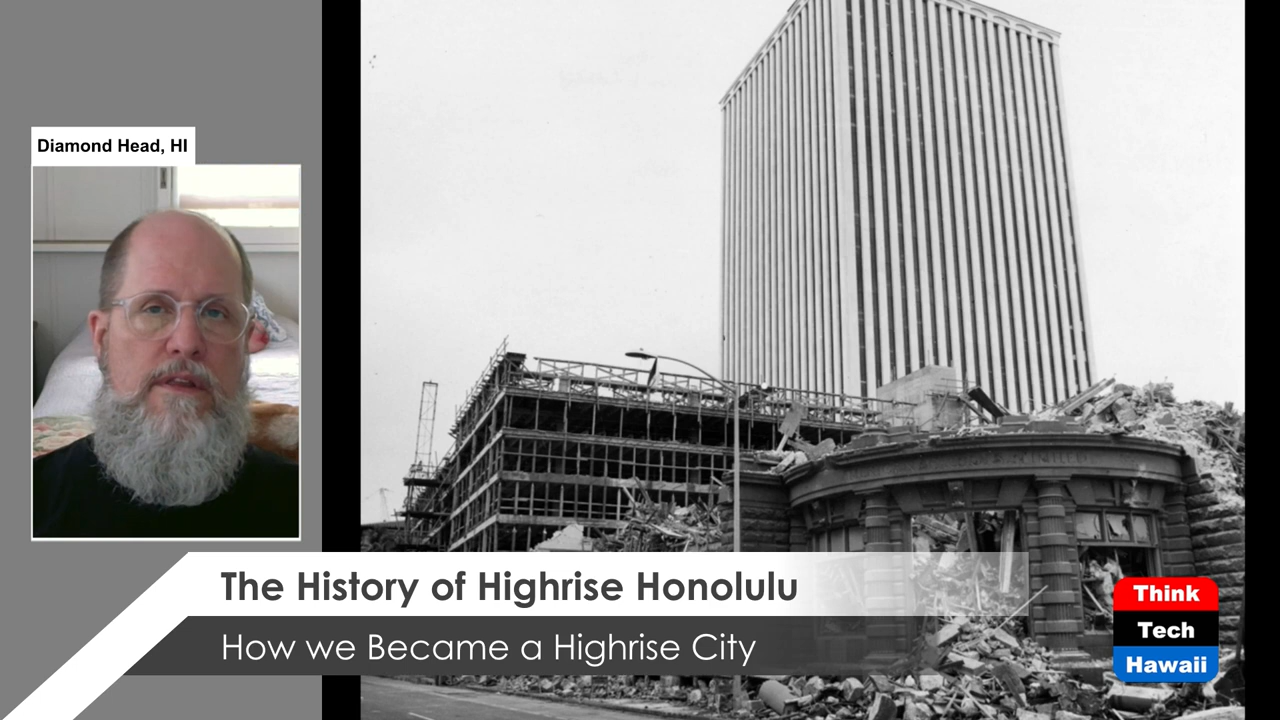 Diamond Head, HI
The History of Highrise Honolulu
How we Became a Highrise City
Think
Tech
Hawaii